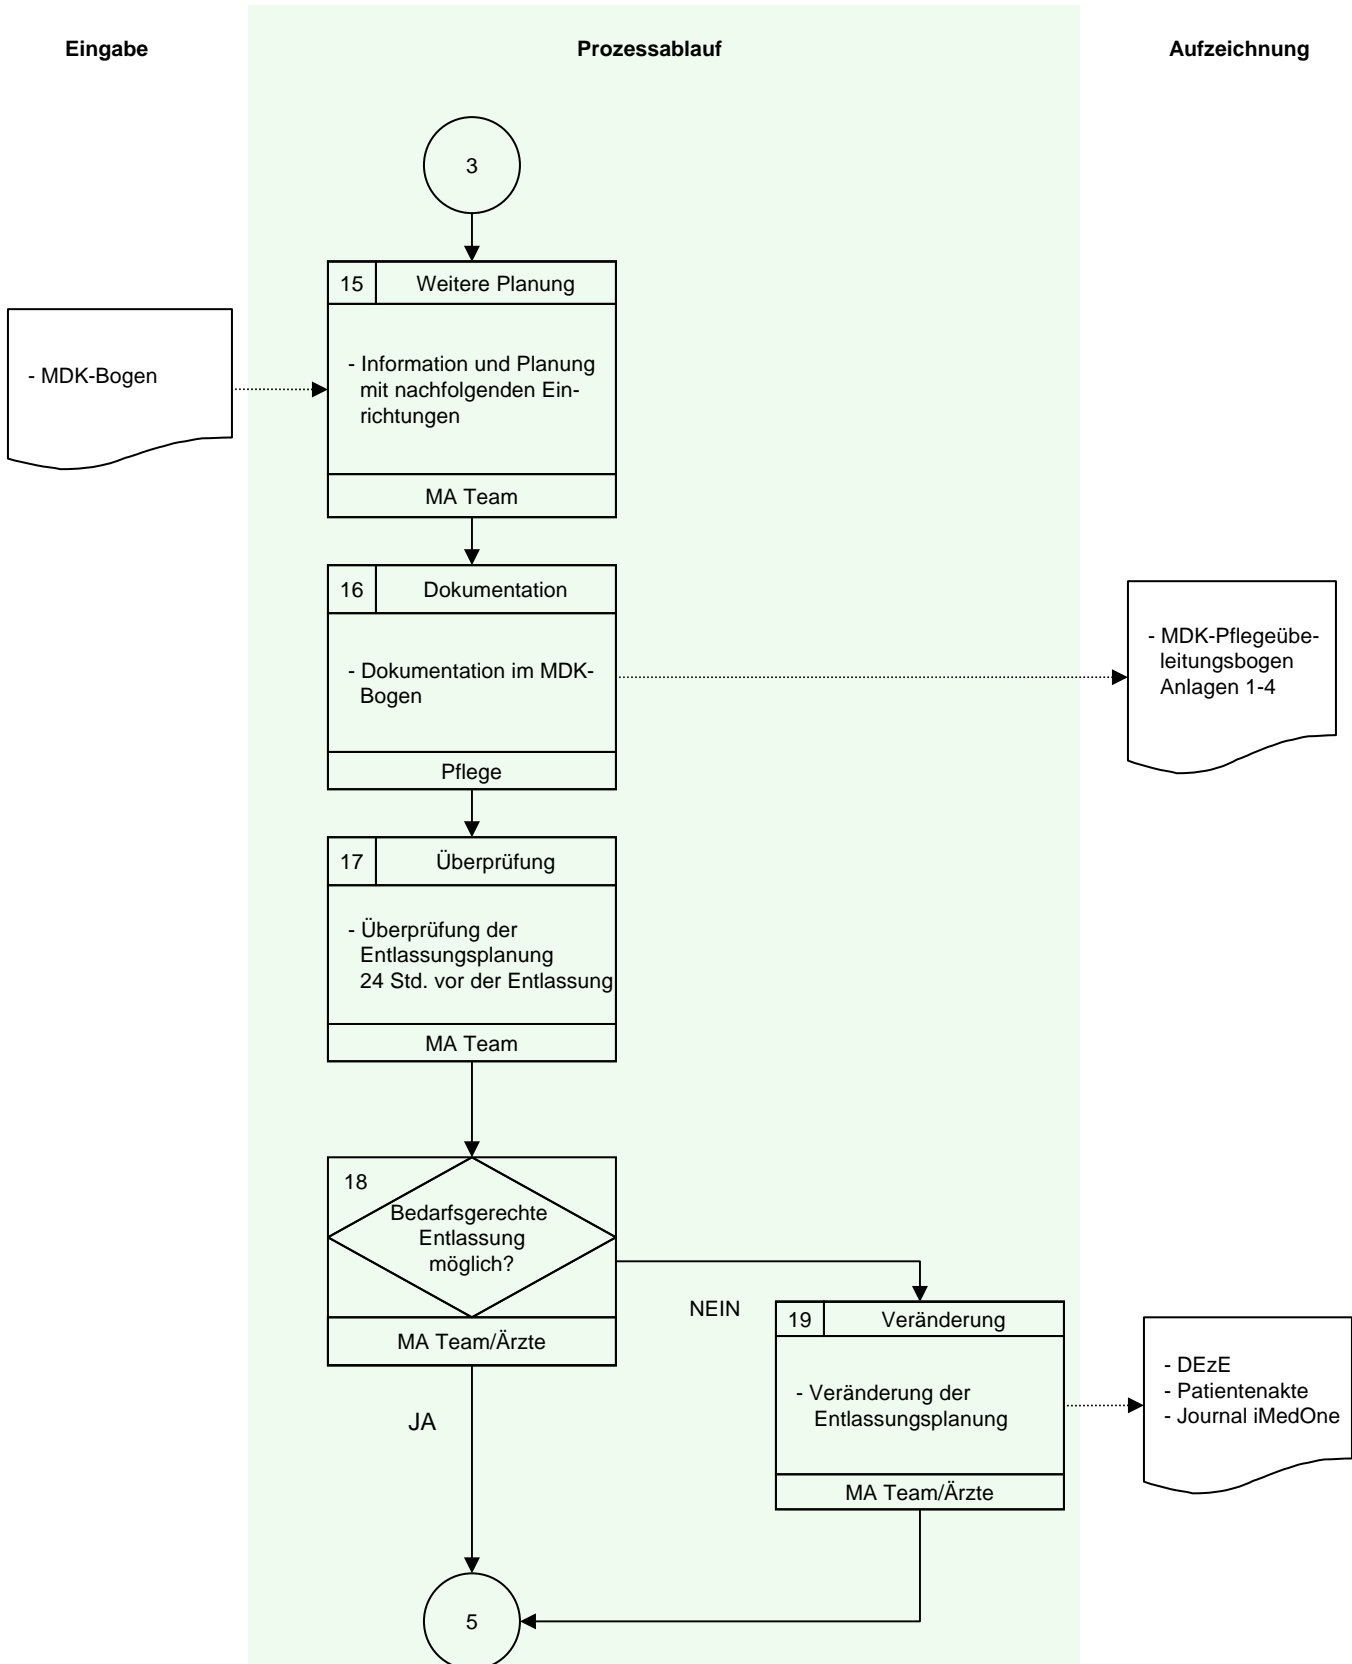 Eingabe
Prozessablauf
Aufzeichnung
3
15
Weitere Planung
- MDK-Bogen
- Information und Planung
mit nachfolgenden Ein-
richtungen
MA Team
16
Dokumentation
- Dokumentation im MDK-
Bogen
- MDK-Pflegeübe-
leitungsbogen
Anlagen 1-4
Pflege
17
Überprüfung
- Überprüfung der
Entlassungsplanung
24 Std. vor der Entlassung
MA Team
18
Bedarfsgerechte
Entlassung
möglich?
MA Team/Ärzte
NEIN
JA
19
Veränderung
- Veränderung der
Entlassungsplanung
MA Team/Ärzte
- DEzE
- Patientenakte
- Journal iMedOne
5